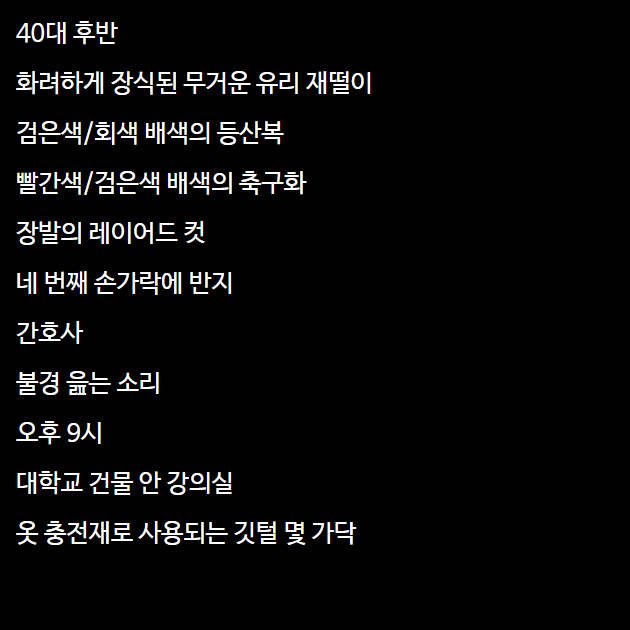 40대 후반
화려하게 장식된 무거운 유리 재떨이
검은색/회색 배색의 등산복
빨간색/검은색 배색의 축구화
장발의 레이어드 컷
네 번째 손가락에 반지
간호사
불경 읊는 소리
오후 9시
대학교 건물 안 강의실
옷 충전재로 사용되는 깃털 몇 가닥